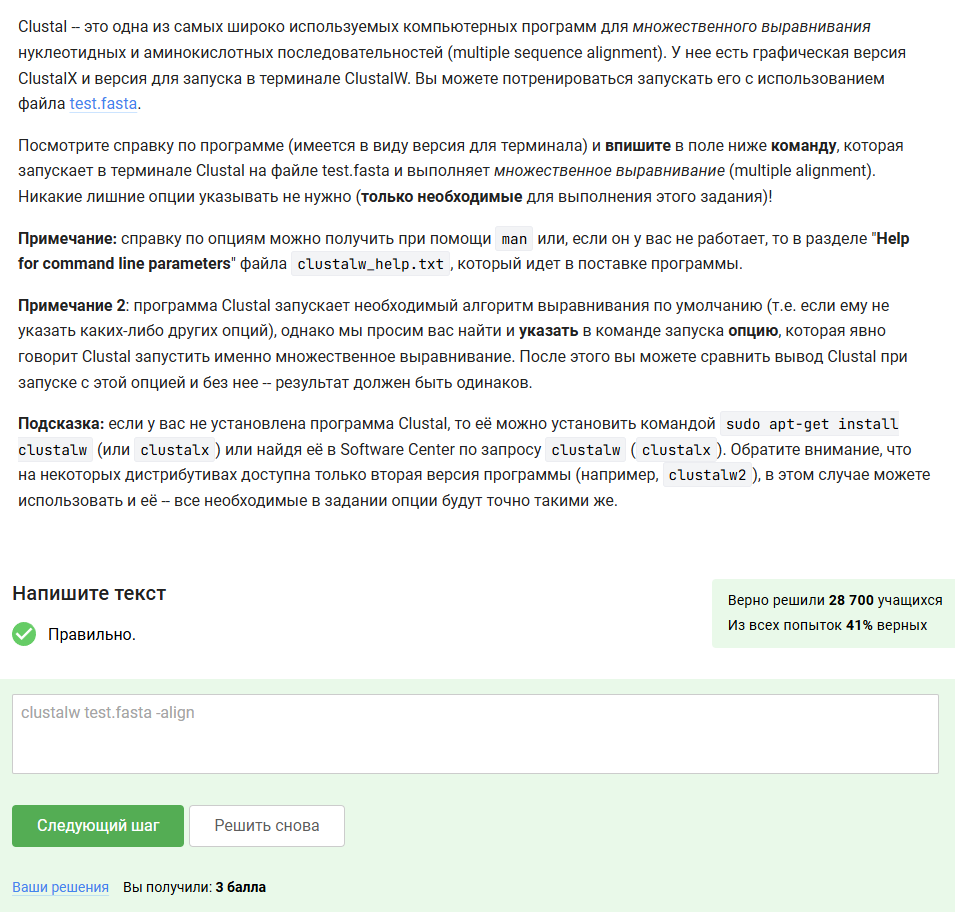 Clustal -- это одна из самых широко используемых компьютерных программ для множественного выравнивания
нуклеотидных и аминокислотных последовательностей (multiple sequence alignment). У нее есть графическая версия
ClustalX и версия для запуска в терминале ClustalW. Вы можете потренироваться запускать его с использованием
файла test.fasta.
Посмотрите справку по программе (имеется в виду версия для терминала) и впишите в поле ниже команду, которая
запускает в терминале Clustal на файле test.fasta и выполняет множественное выравнивание (multiple alignment).
Никакие лишние опции указывать не нужно (только необходимые для выполнения этого задания)!
Примечание: справку по опциям можно получить при помощи man или, если он у вас не работает, то в разделе "Help
for command line parameters" файла clustalw_help.txt, который идет в поставке программы.
Примечание 2: программа Clustal запускает необходимый алгоритм выравнивания по умолчанию (т.е. если ему не
указать каких-либо других опций), однако мы просим вас найти и указать в команде запуска опцию, которая явно
говорит Clustal запустить именно множественное выравнивание. После этого вы можете сравнить вывод Clustal при
запуске с этой опцией и без нее -- результат должен быть одинаков.
Подсказка: если у вас не установлена программа Clustal, то её можно установить командой sudo apt-get install
clustalw (или clustalx) или найдя её в Software Center по запросу clustalw (clustalx). Обратите внимание, что
на некоторых дистрибутивах доступна только вторая версия программы (например, clustalw2), в этом случае можете
использовать и её -- все необходимые в задании опции будут точно такими же.
Напишите текст
Верно решили 28 700 учащихся
Из всех попыток 41% верных
Правильно.
clustalw test.fasta -align
Следующий шаг Решить снова
Ваши решения Вы получили: 3 балла